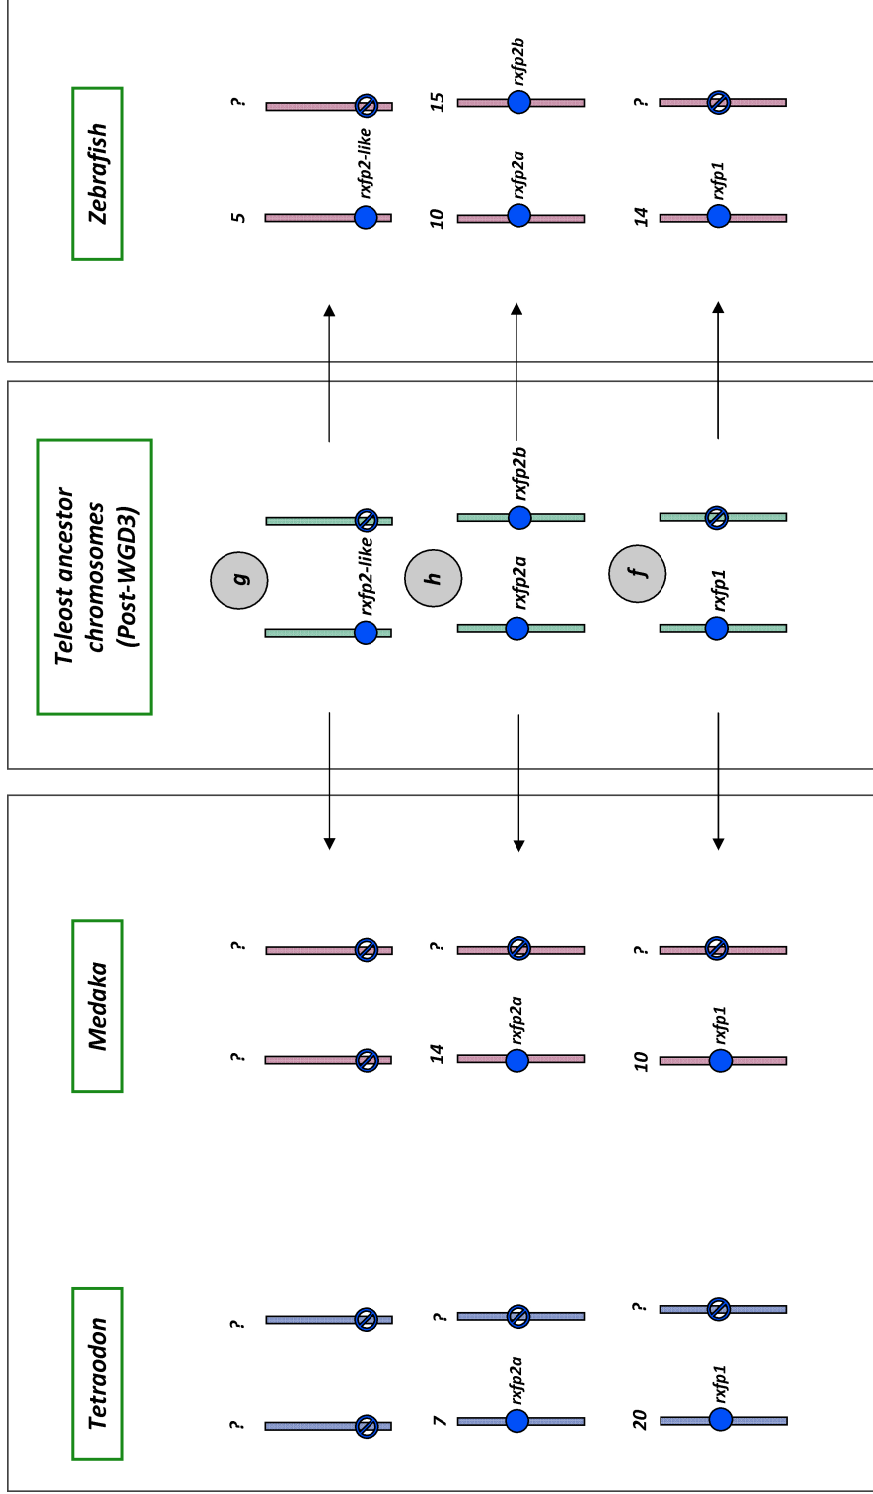 Tetraodon
Medaka
Teleost ancestor
chromosomes
(Post-WGD3)
Zebrafish
?
?
?
?
g
rxfp2-like
5
?
rxfp2-like
7
?
rxfp2a
14
?
rxfp2a
h
rxfp2a
rxfp2b
10
15
rxfp2a
rxfp2b
20
?
rxfp1
10
?
rxfp1
f
rxfp1
14
?
rxfp1